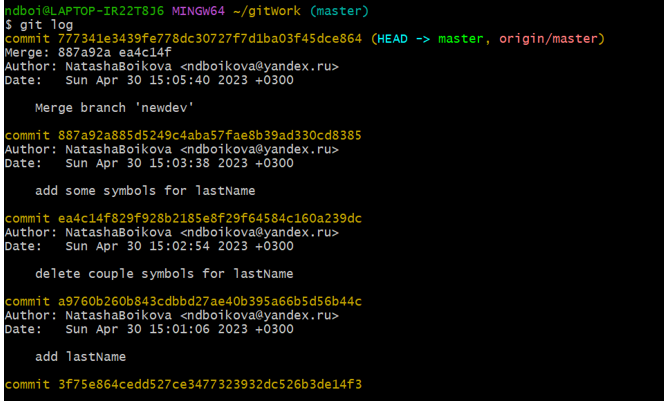 ndboi@LAPTOP-IR22T8J6 MINGW64 ~/gitWork (master)
$ git log
commit 777341e3439fe778dc30727f7d1ba03f45dce864 (HEAD -> master, origin/master)
Merge: 887a92a ea4c14f
Author: NatashaBoikova <ndboikova@yandex.ru>
Date:   Sun Apr 30 15:05:40 2023 +0300

    Merge branch 'newdev'

commit 887a92a885d5249c4aba57fae8b39ad330cd8385
Author: NatashaBoikova <ndboikova@yandex.ru>
Date:   Sun Apr 30 15:03:38 2023 +0300

    add some symbols for lastName

commit ea4c14f829f928b2185e8f29f64584c160a239dc
Author: NatashaBoikova <ndboikova@yandex.ru>
Date:   Sun Apr 30 15:02:54 2023 +0300

    delete couple symbols for lastName

commit a9760b260b843cdbbd27ae40b395a66b5d56b44c
Author: NatashaBoikova <ndboikova@yandex.ru>
Date:   Sun Apr 30 15:01:06 2023 +0300

    add lastName

commit 3f75e864cedd527ce3477323932dc526b3de14f3